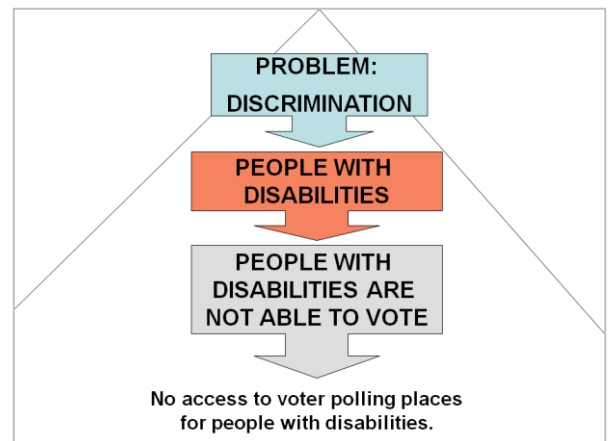 PROBLEM:
DISCRIMINATION
PEOPLE WITH
DISABILITIES
PEOPLE WITH
DISABILITIES ARE
NOT ABLE TO VOTE
No access to voter polling places
for people with disabilities.